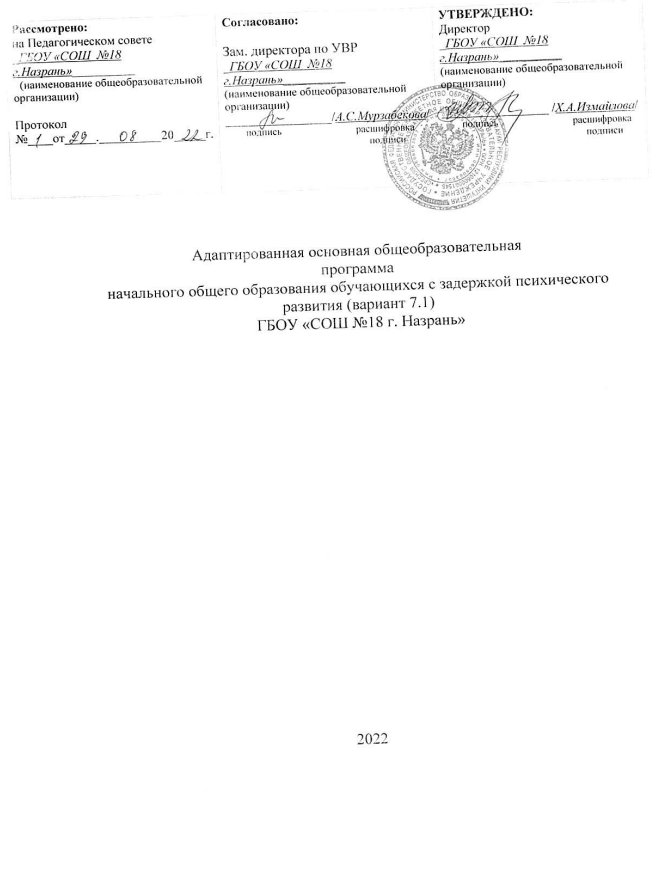 Рассмотрено:
на Педагогическом совете
ГБОУ «СОШ №18
г.Назрань»
(наименование общеобразовательной
организации)
Протокол
№ 1 от 29 . 08 2022 г.
Согласовано:
Зам. директора по УВР
ГБОУ «СОШ №18
г.Назрань»
(наименование общеобразовательной
организации)
/А.С.Мурзабекова/
подпись расшифровка
подписи
УТВЕРЖДЕНО:
Директор
ГБОУ «СОШ №18
г.Назрань»
(наименование общеобразовательной
организации)
/Х.А.Измайлова/
подпись расшифровка
подписи
Адаптированная основная общеобразовательная
программа
начального общего образования обучающихся с задержкой психического
развития (вариант 7.1)
ГБОУ «СОШ №18 г. Назрань»
2022